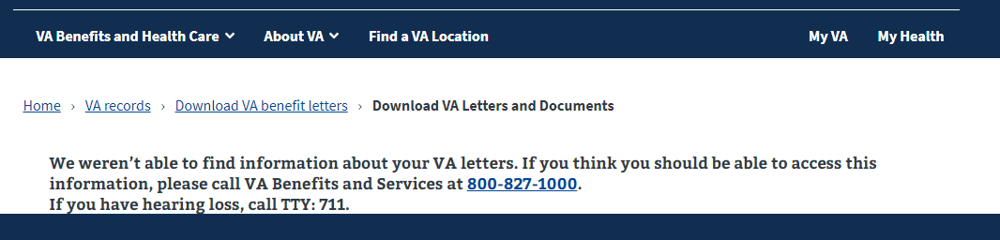 VA Benefits and Health Care About VA Find a VA Location My VA My Health
Home › VA records › Download VA benefit letters › Download VA Letters and Documents
We weren’t able to find information about your VA letters. If you think you should be able to access this
information, please call VA Benefits and Services at 800-827-1000.
If you have hearing loss, call TTY: 711.